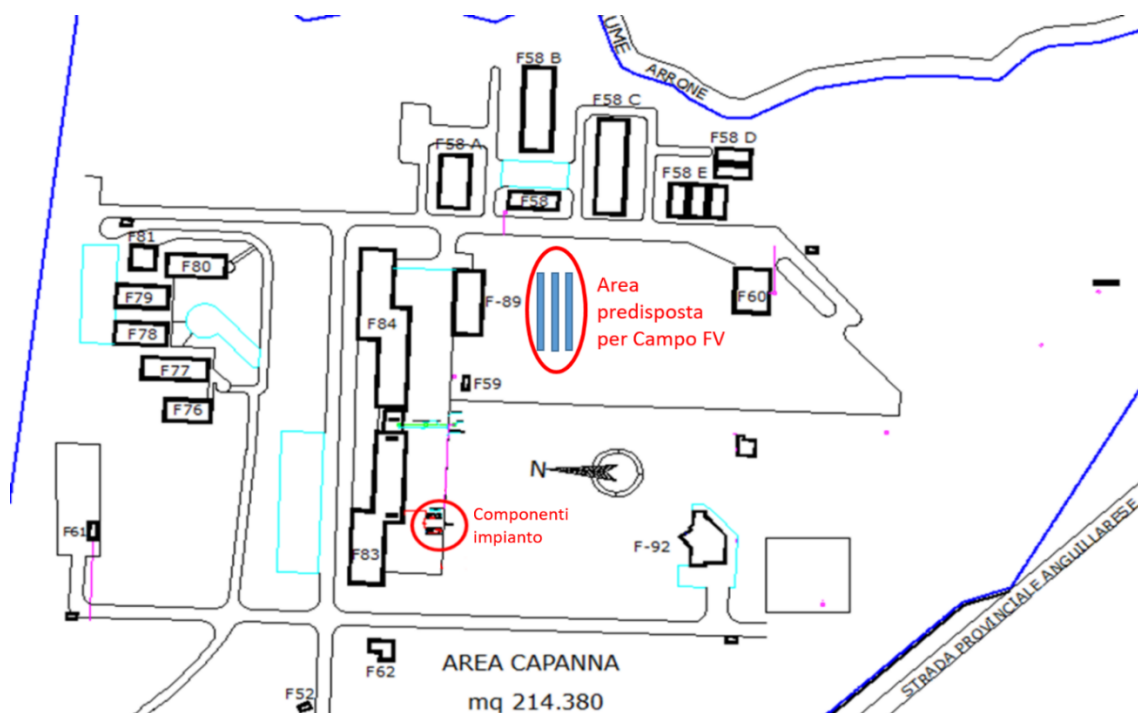 UME
ARRONE
F58 B
F58 C
F58 A
F58 D
F58 E
F58
F81
F80
F79
F78
F77
F76
F84
F-89
F59
Area
predisposta
per Campo FV
F60
N
Componenti
impianto
F61
F83
F-92
F62
F52
AREA CAPANNA
mq 214.380
STRADA PROVINCIALE ANGUILLARESE